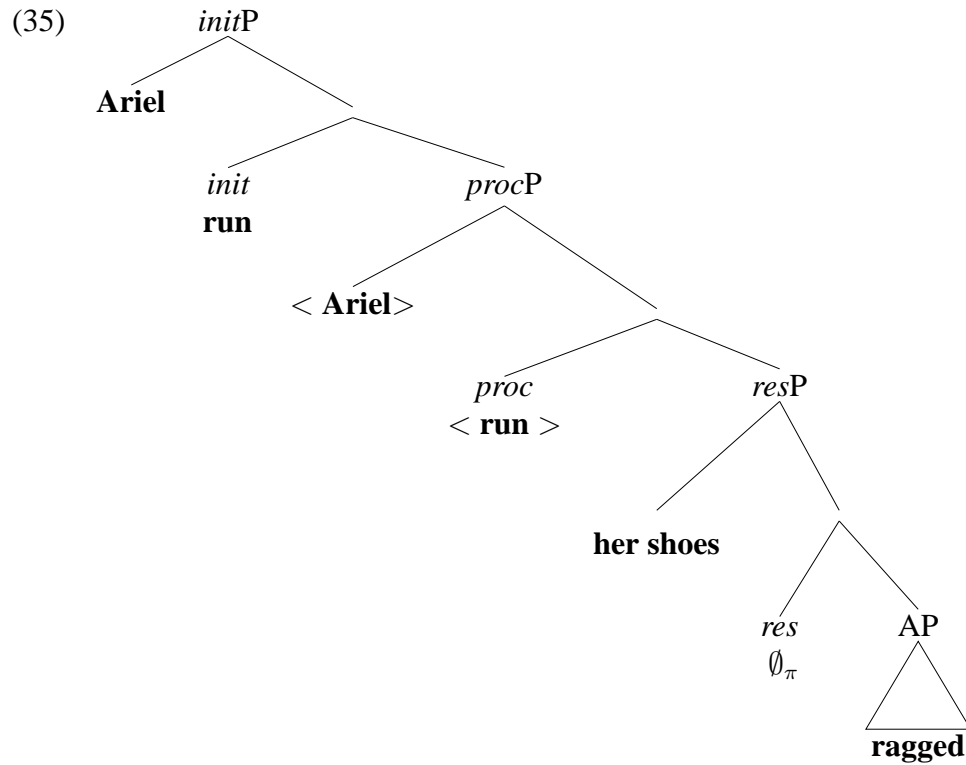 (35) initP
Ariel
init procP
run
< Ariel>
proc resP
< run >
her shoes
res AP
∅π
ragged